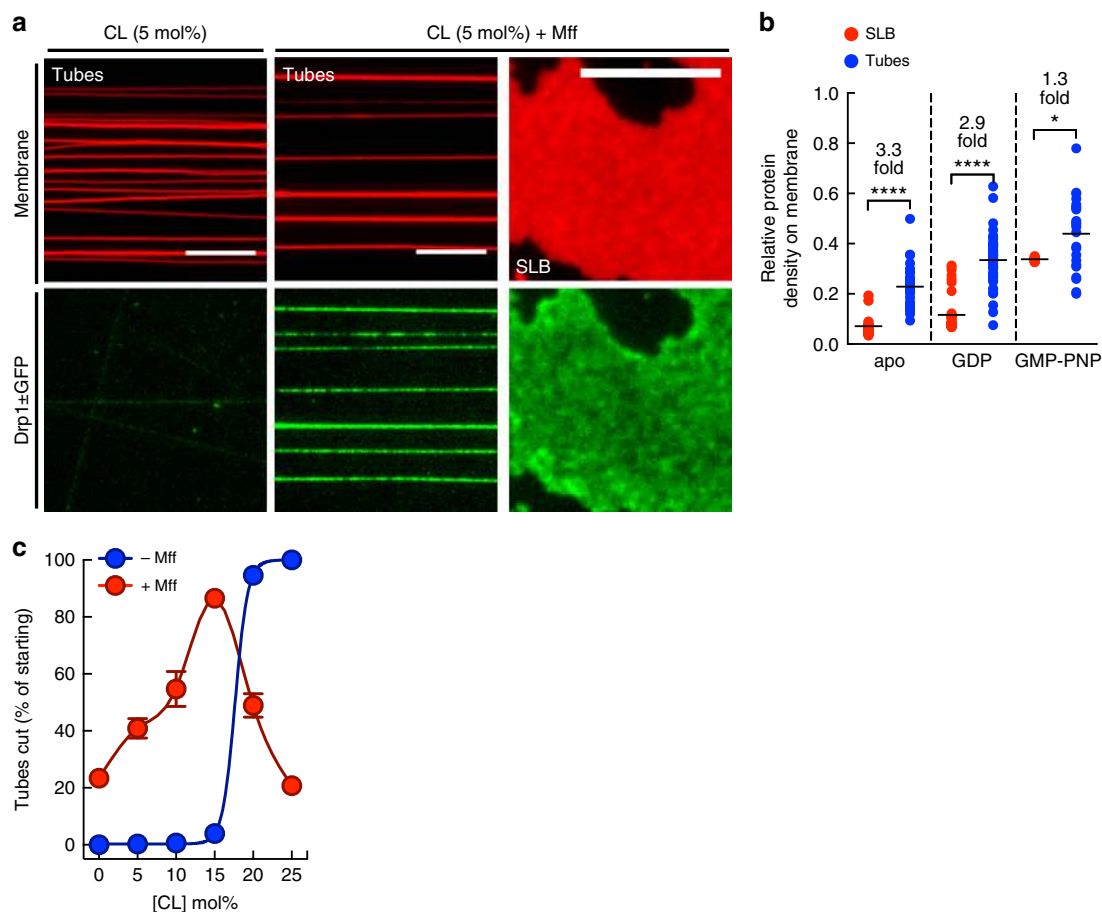 a
CL (5 mol%)
CL (5 mol%) + Mff
Membrane
Drp1±GFP
Tubes
Tubes
SLB
b
SLB
Tubes
Relative protein
density on membrane
1.0
0.8
0.6
0.4
0.2
0.0
3.3
fold
****
2.9
fold
****
1.3
fold
*
apo
GDP
GMP-PNP
c
– Mff
+ Mff
Tubes cut (% of starting)
100
80
60
40
20
0
0 5 10 15 20 25
[CL] mol%